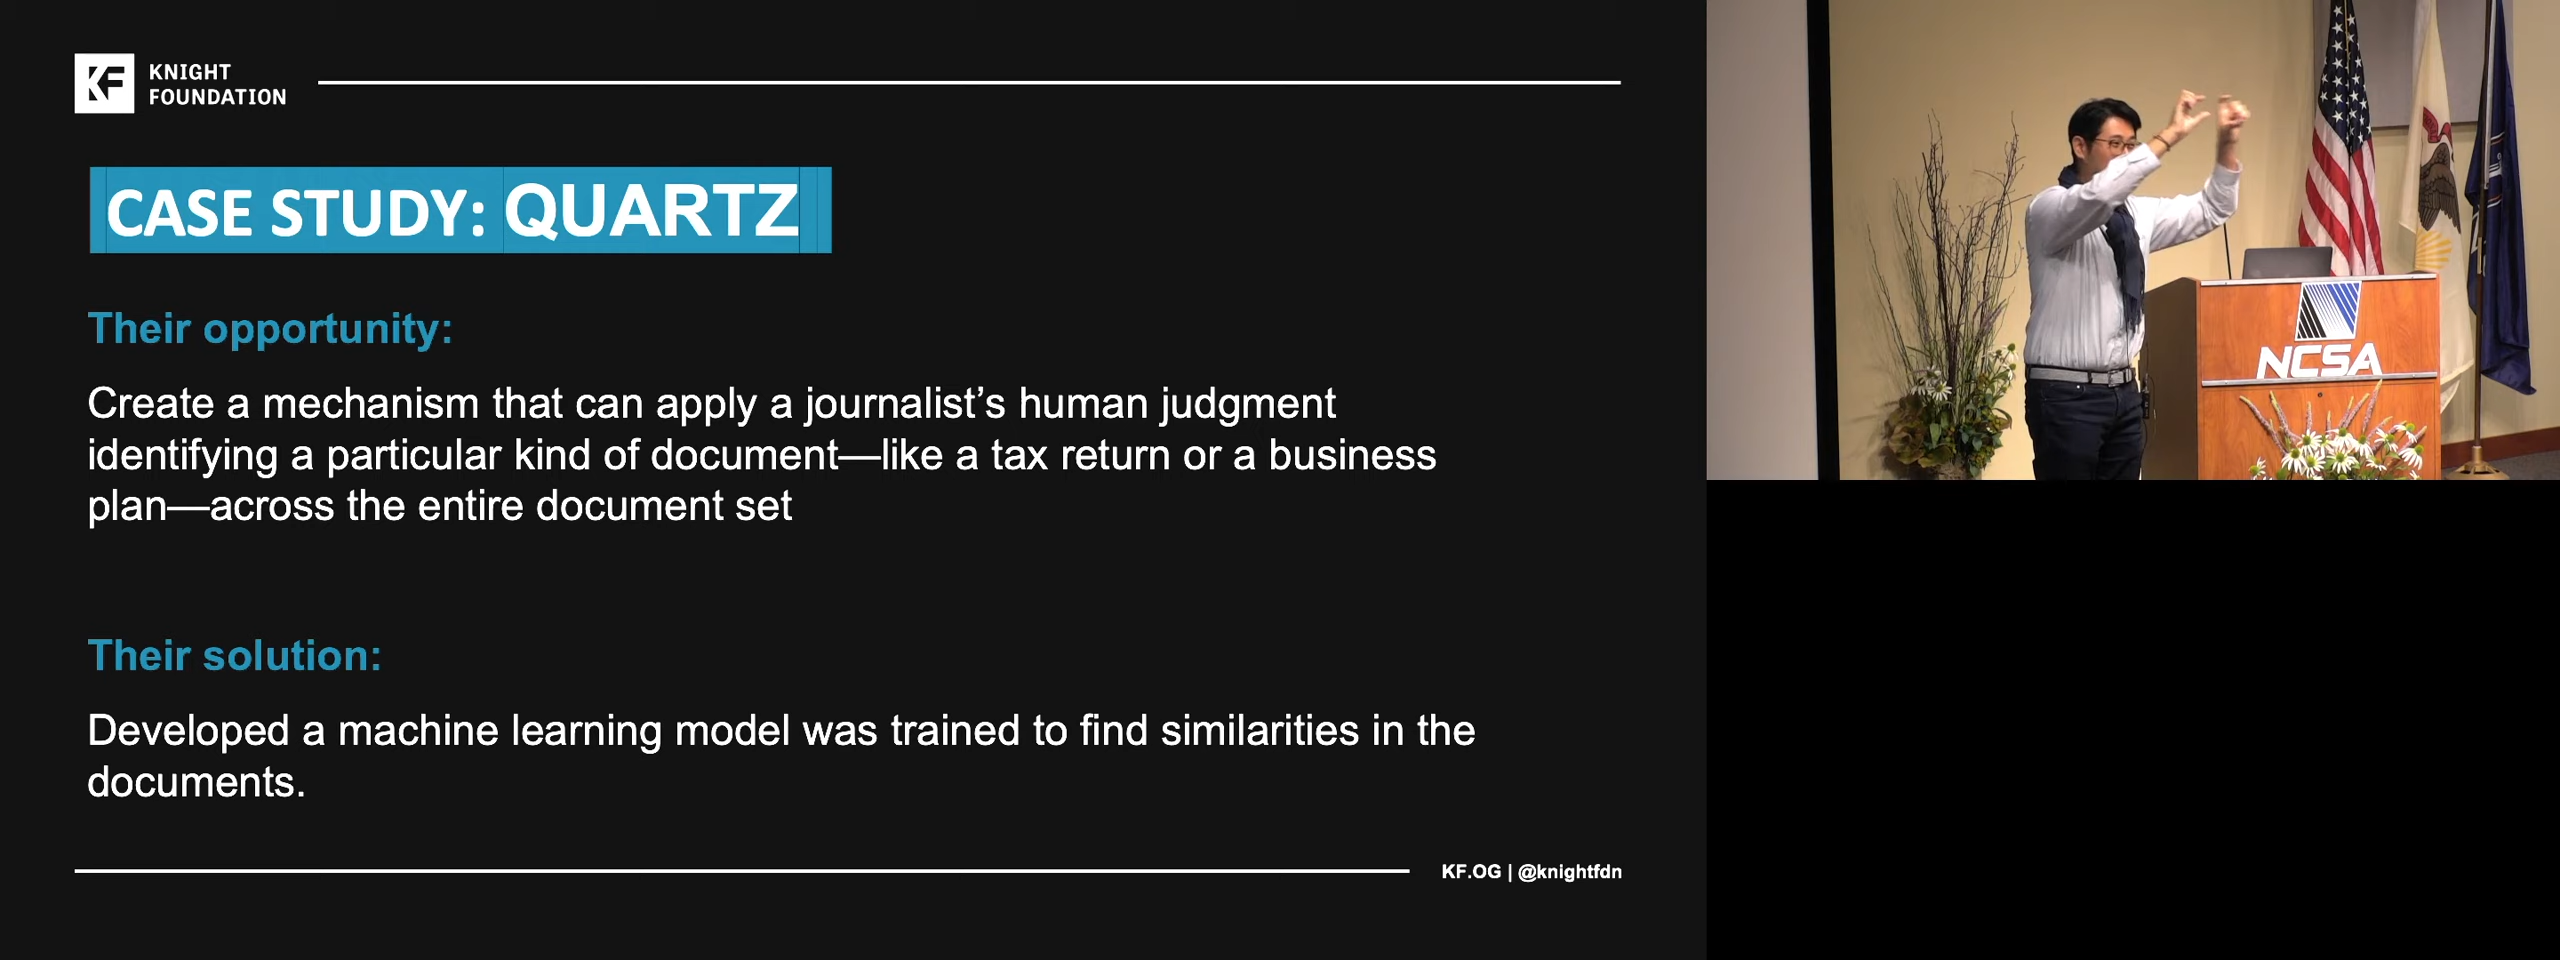 KNIGHT
FOUNDATION
CASE STUDY: QUARTZ
Their opportunity:
Create a mechanism that can apply a journalist’s human judgment
identifying a particular kind of document—like a tax return or a business
plan—across the entire document set
Their solution:
Developed a machine learning model was trained to find similarities in the
documents.
KF.OG | @knightfdn
NCSA